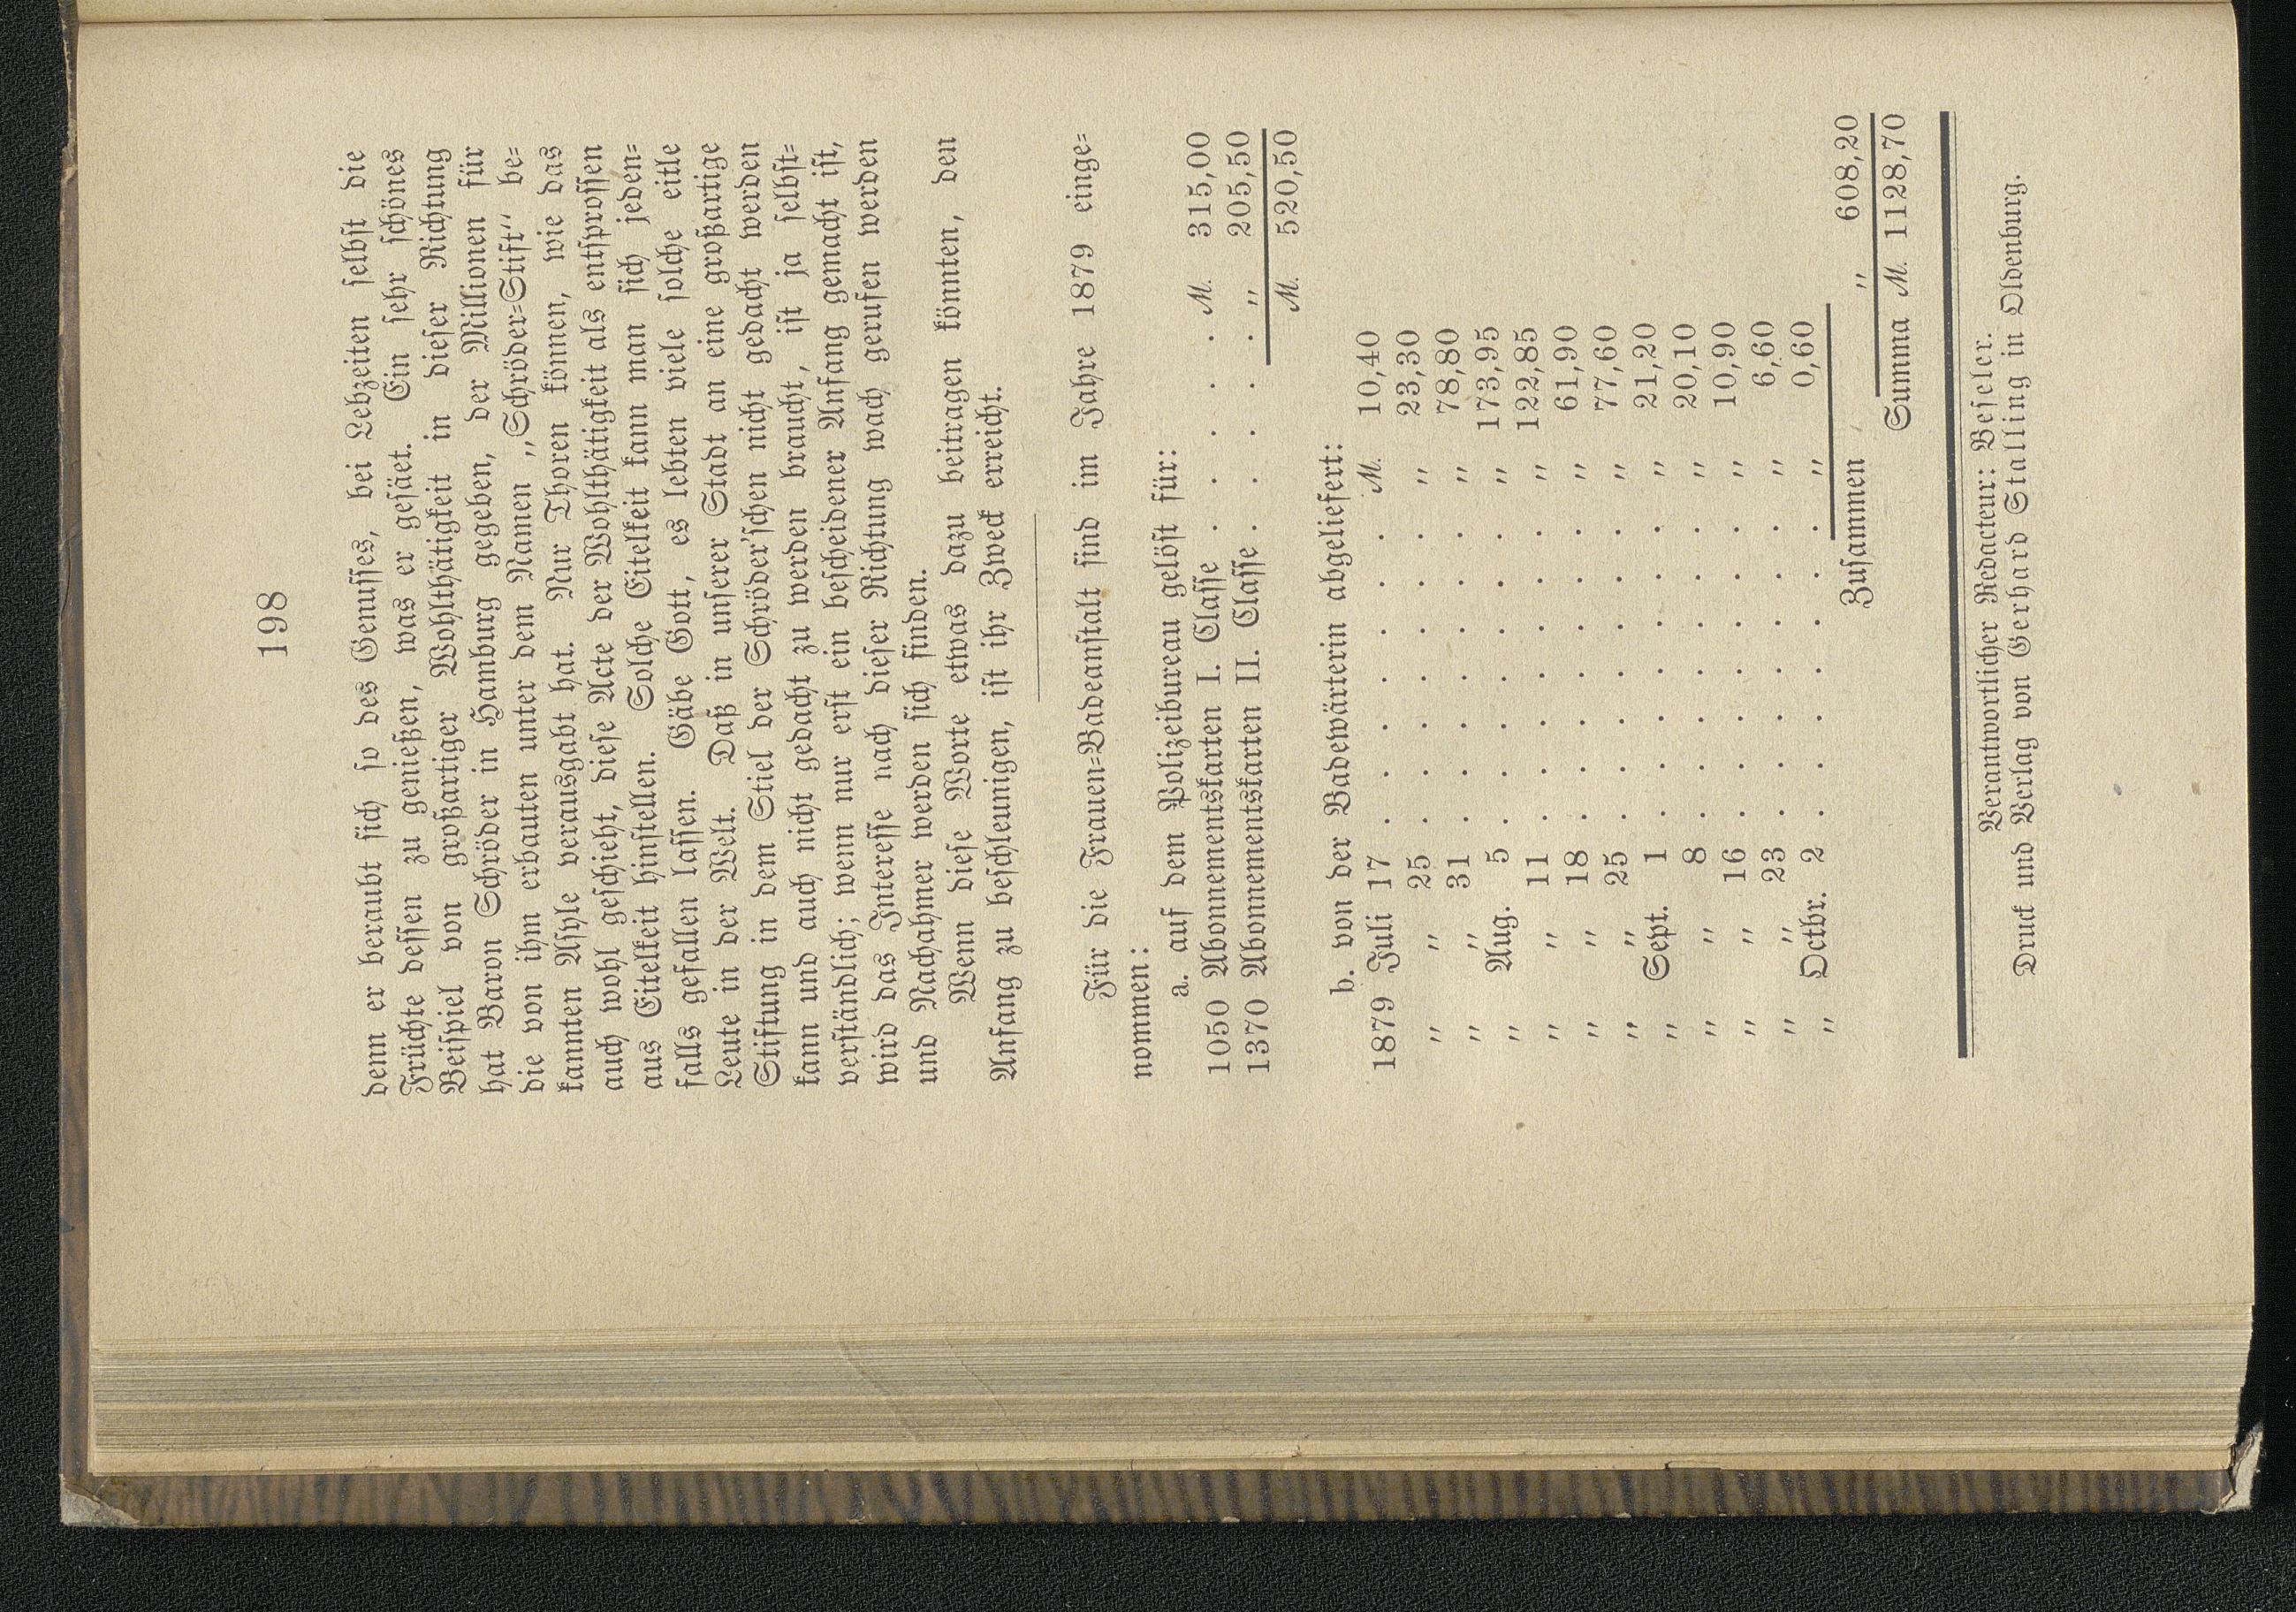 198
denn er beraubt sich so des Genusses, bei Lebzeiten selbst die
Früchte dessen zu genießen, was er gesäet. Ein sehr schönes
Beispiel von großartiger Wohlthätigkeit in dieser Richtung
hat Baron Schröder in Hamburg gegeben, der Millionen für
die von ihm erbauten unter dem Namen „Schröder=Stift“ be=
kannten Asyle verausgabt hat. Nur Thoren können, wie das
auch wohl geschieht, diese Acte der Wohlthätigkeit als entsprossen
aus Eitelkeit hinstellen. Solche Eitelkeit kann man sich jeden=
falls gefallen lassen. Gäbe Gott, es lebten viele solche eitle
Leute in der Welt. Daß in unserer Stadt an eine großartige
Stiftung in dem Stiel der Schröder'schen nicht gedacht werden
kann und auch nicht gedacht zu werden braucht, ist ja selbst=
verständlich; wenn nur erst ein bescheidener Anfang gemacht ist,
wird das Interesse nach dieser Richtung wach gerufen werden
und Nachahmer werden sich finden.
Wenn diese Worte etwas dazu beitragen könnten, den
Anfang zu beschleunigen, ist ihr Zweck erreicht.
Für die Frauen=Badeanstalt sind im Jahre 1879 einge=
nommen:
a. auf dem Polizeibureau gelöst für:
1050 Abonnementskarten I. Classe . . . . . M. 315,00
1370 Abonnementskarten II. Classe . . . . . „ 205,50
M. 520,50
b. von der Badewärterin abgeliefert:
1879 Juli 17 . . . . . . . M. 10,40
„ „ 25 . . . . . . . „ 23,30
„ „ 31 . . . . . . . „ 78,80
„ Aug. 5 . . . . . . . „ 173,95
„ „ 11 . . . . . . . „ 122,85
„ „ 18 . . . . . . . „ 61,90
„ „ 25 . . . . . . . „ 77,60
„ Sept. 1 . . . . . . . „ 21,20
„ „ 8 . . . . . . . „ 20,10
„ „ 16 . . . . . . . „ 10,90
„ „ 23 . . . . . . . „ 6,60
„ Octbr. 2 . . . . . . . „ 0,60
Zusammen „ 608,20
Summa M. 1128,70
Verantwortlicher Redacteur: Beseler.
Druck und Verlag von Gerhard Stalling in Oldenburg.